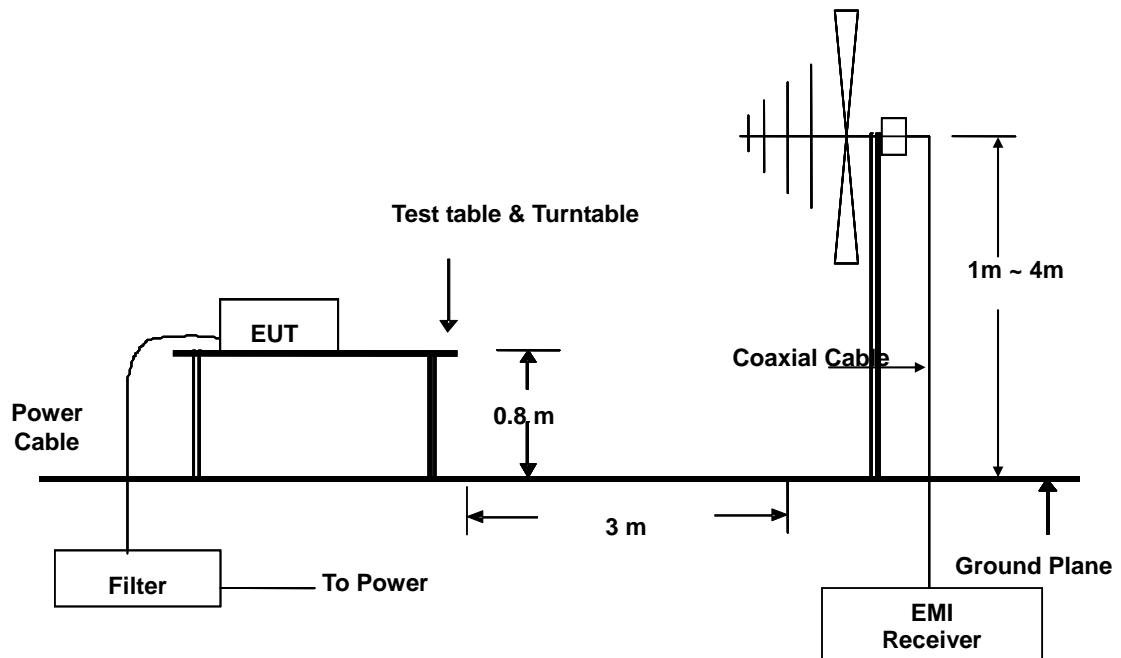 Test table & Turntable
1m ~ 4m
EUT
Coaxial Cable
0.8 m
Power
Cable
3 m
Ground Plane
Filter
To Power
EMI
Receiver